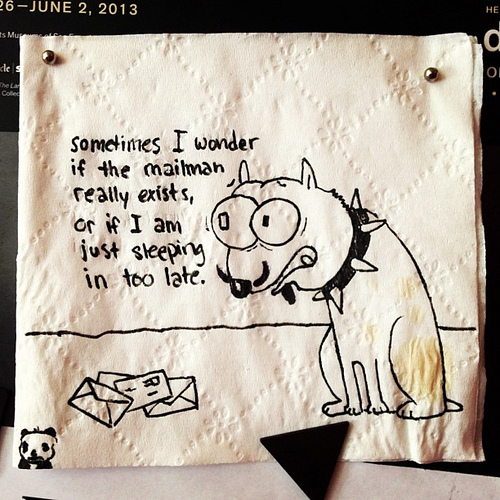 26–JUNE 2, 2013
HE
sometimes I wonder
if the mailman
really exists,
or if I am
just sleeping
in too late.